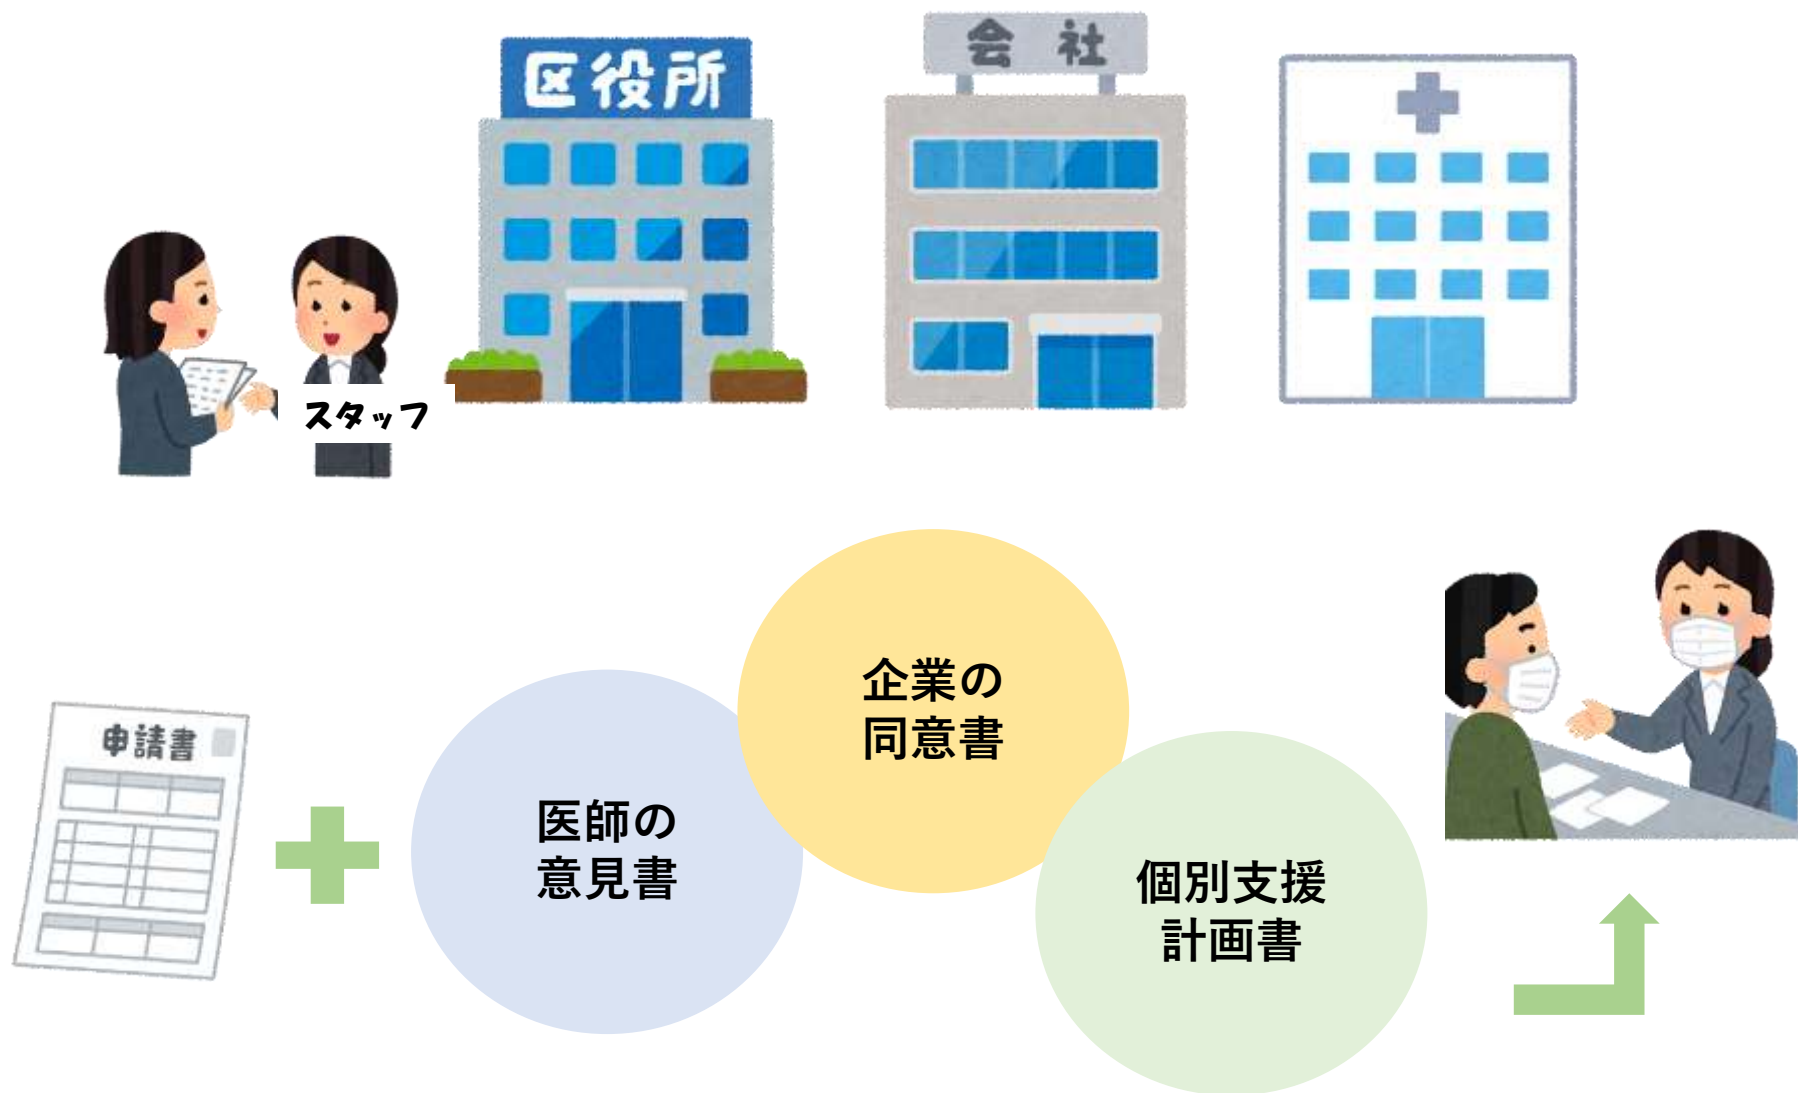 区役所
会社
スタッフ
申請書
医師の
意見書
企業の
同意書
個別支援
計画書